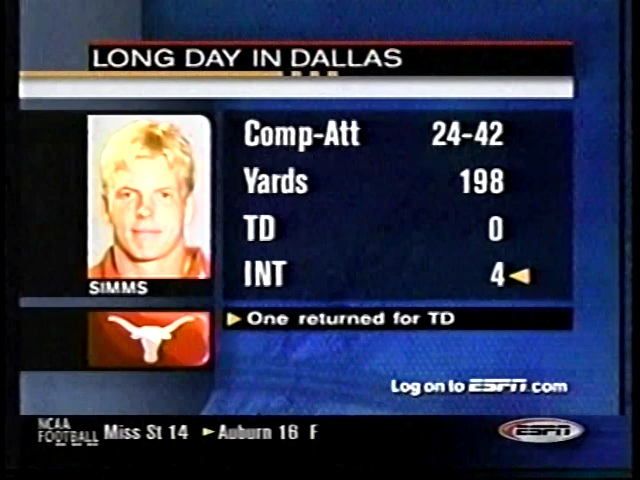 LONG DAY IN DALLAS
Comp-Att 24-42
Yards 198
TD 0
INT 4
SIMMS
One returned for TD
Log on to ESPN.com
NCAA FOOTBALL Miss St 14 Auburn 16 F
ESPN